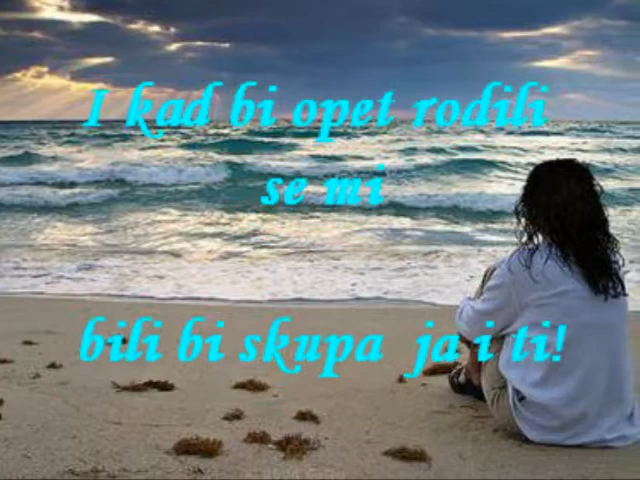 I kad bi opet rodili
se mi
bili bi skupa ja i ti!